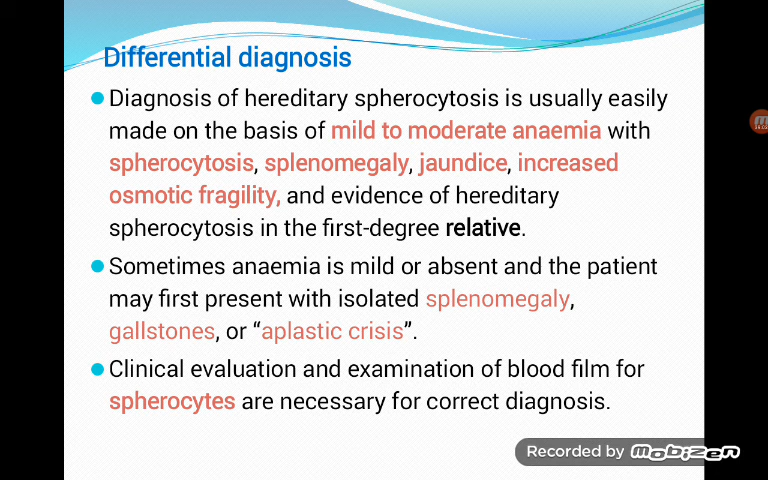 Differential diagnosis
Diagnosis of hereditary spherocytosis is usually easily
made on the basis of mild to moderate anaemia with
spherocytosis, splenomegaly, jaundice, increased
osmotic fragility, and evidence of hereditary
spherocytosis in the first-degree relative.
Sometimes anaemia is mild or absent and the patient
may first present with isolated splenomegaly,
gallstones, or “aplastic crisis”.
Clinical evaluation and examination of blood film for
spherocytes are necessary for correct diagnosis.
Recorded by mobizen